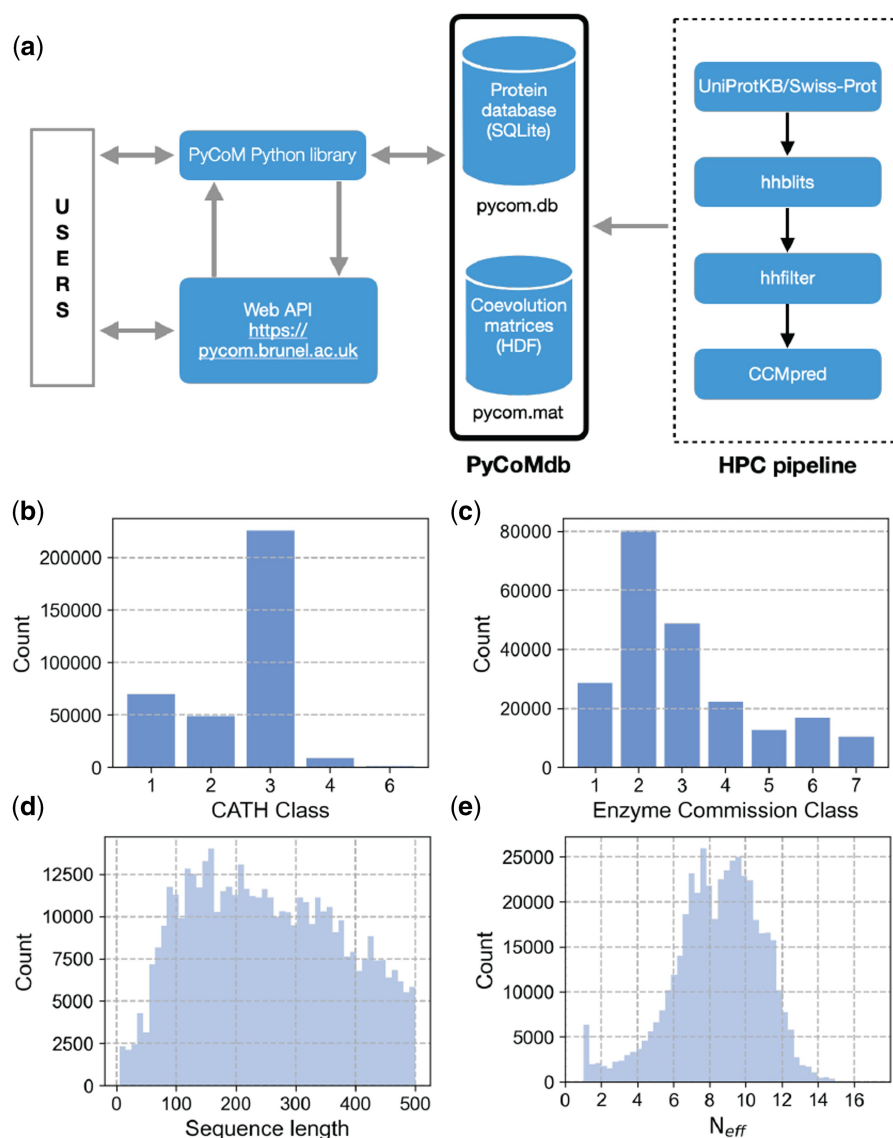 (a)
USERS
PyCoM Python library
Web API
https://
pycom.brunel.ac.uk
Protein
database
(SQLite)
pycom.db
Coevolution
matrices
(HDF)
pycom.mat
PyCoMdb
UniProtKB/Swiss-Prot
hhblits
hhfilter
CCMpred
HPC pipeline
(b)
Count
200000
150000
100000
50000
0
1 2 3 4 6
CATH Class
(c)
Count
80000
60000
40000
20000
0
1 2 3 4 5 6 7
Enzyme Commission Class
(d)
Count
12500
10000
7500
5000
2500
0
0 100 200 300 400 500
Sequence length
(e)
Count
25000
20000
15000
10000
5000
0
0 2 4 6 8 10 12 14 16
Neff